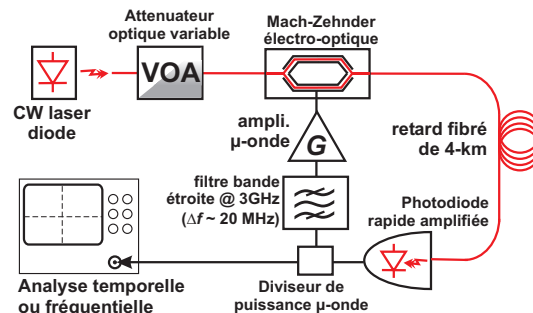 Attenuateur
optique variable
Mach-Zehnder
électro-optique
VOA
CW laser
diode
ampli.
μ-onde
G
retard fibré
de 4-km
filtre bande
étroite @ 3GHz
(Δf ~ 20 MHz)
Photodiode
rapide amplifiée
Analyse temporelle
ou fréquentielle
Diviseur de
puissance μ-onde